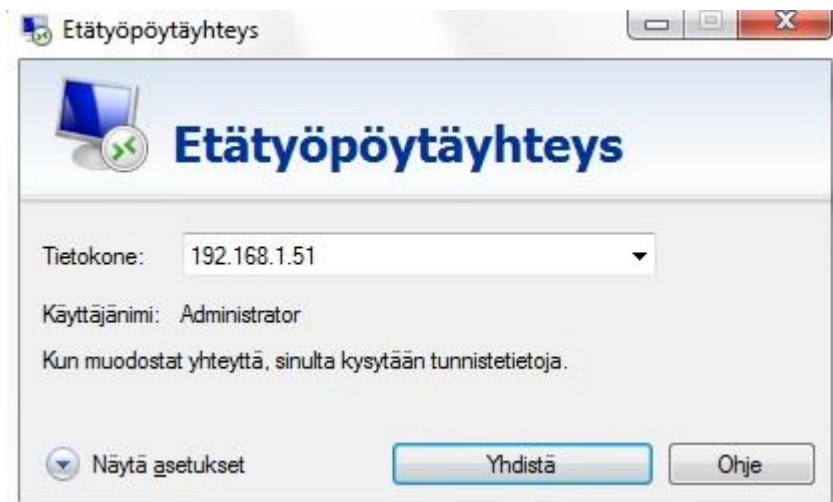 Etätyöpöytäyhteys
Etätyöpöytäyhteys
Tietokone: 192.168.1.51
Käyttäjänimi: Administrator
Kun muodostat yhteyttä, sinulta kysytään tunnistetietoja.
Näytä asetukset Yhdistä Ohje